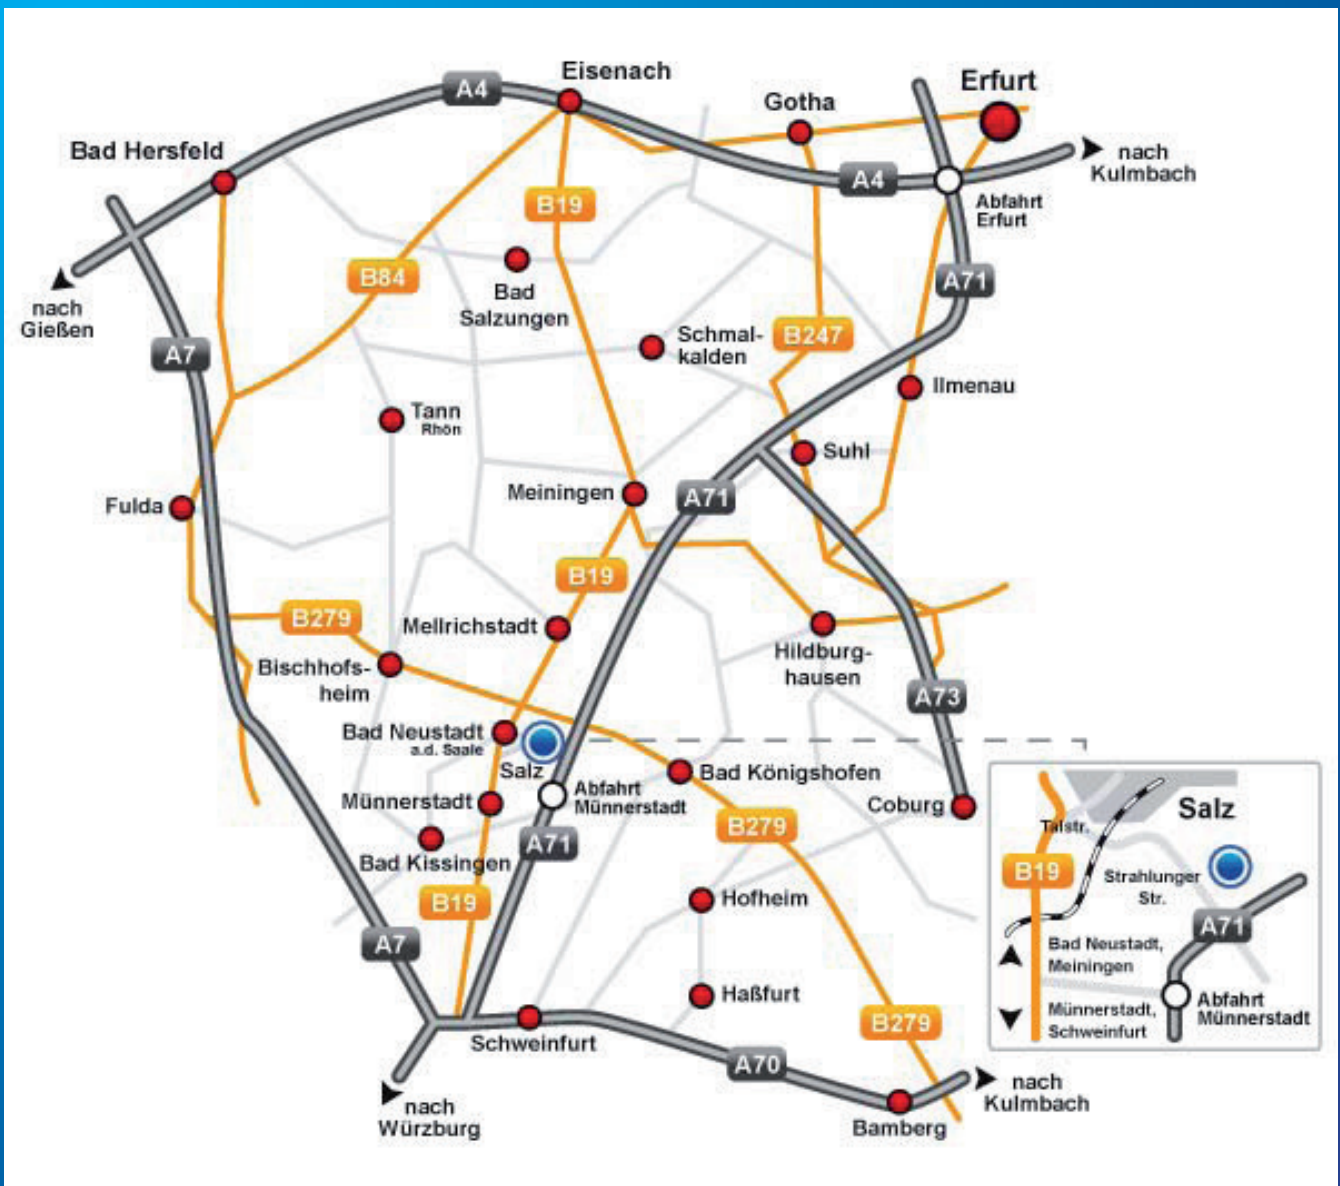 Eisenach
Erfurt
A4
Gotha
Bad Hersfeld
nach
Kulmbach
A4
B19
Abfahrt
Erfurt
B84
A71
Bad
Salzungen
nach
Gießen
B247
Schmal-
kalden
A7
Ilmenau
Tann
Rhön
Suhl
Meiningen
A71
Fulda
B19
B279
Mellrichstadt
Hildburg-
hausen
Bischhofs-
heim
A73
Bad Neustadt
a.d. Saale
Salz
Bad Königshofen
Abfahrt
Münnerstadt
Münnerstadt
Coburg
B279
A71
Bad Kissingen
B19
Hofheim
A7
Haßfurt
B279
Schweinfurt
A70
nach
Kulmbach
nach
Würzburg
Bamberg
Salz
Talstr.
B19
Strahlunger
Str.
A71
Bad Neustadt,
Meiningen
Abfahrt
Münnerstadt
Münnerstadt,
Schweinfurt